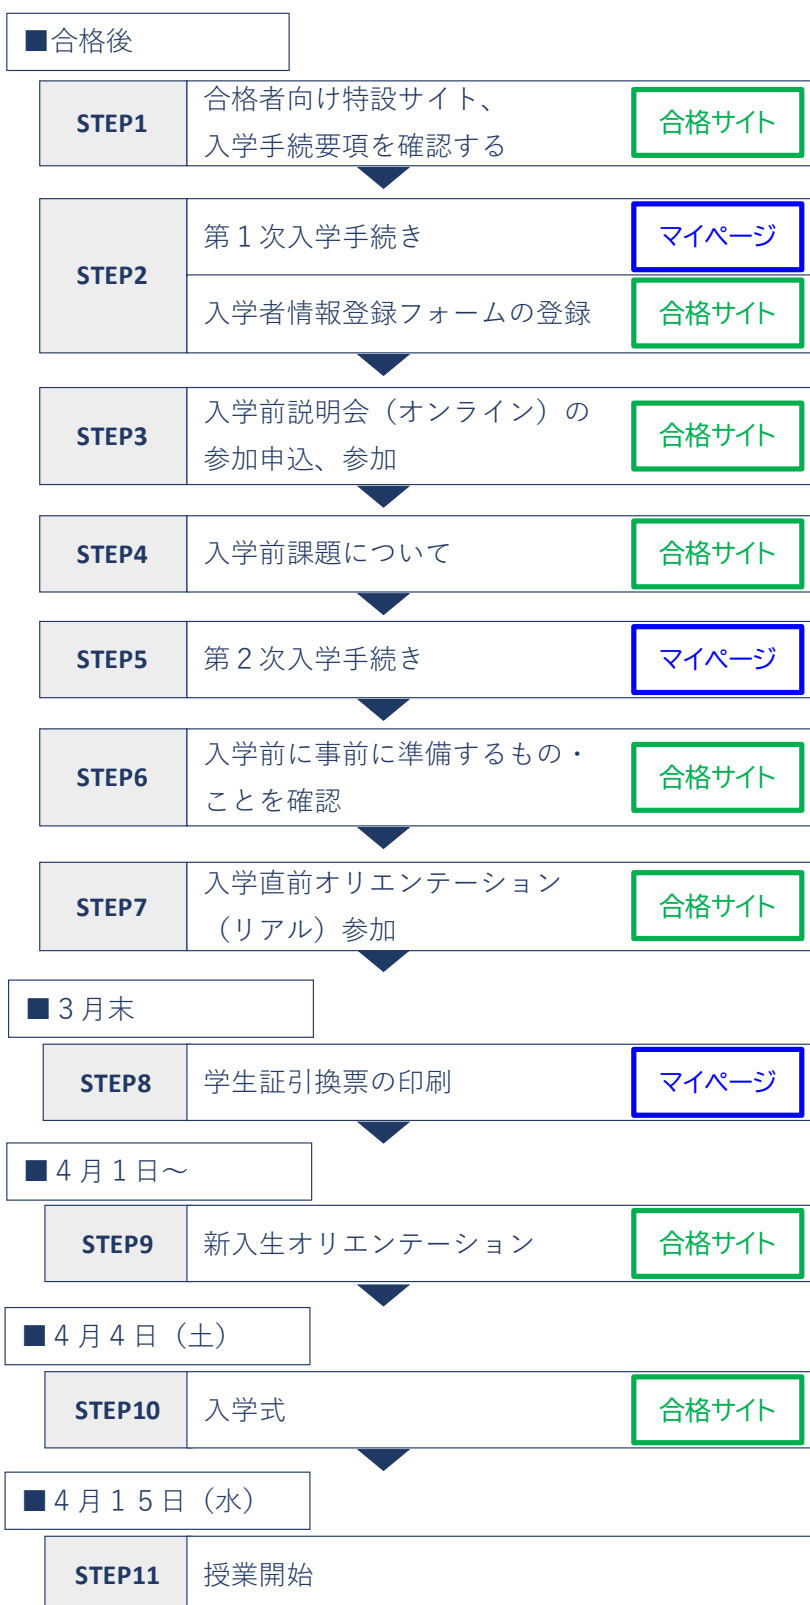 ■合格後
STEP1
合格者向け特設サイト、
入学手続要項を確認する
合格サイト
STEP2
第１次入学手続き
マイページ
入学者情報登録フォームの登録
合格サイト
STEP3
入学前説明会（オンライン）の
参加申込、参加
合格サイト
STEP4
入学前課題について
合格サイト
STEP5
第２次入学手続き
マイページ
STEP6
入学前に事前に準備するもの・
ことを確認
合格サイト
STEP7
入学直前オリエンテーション
（リアル）参加
合格サイト
■３月末
STEP8
学生証引換票の印刷
マイページ
■４月１日～
STEP9
新入生オリエンテーション
合格サイト
■４月４日（土）
STEP10
入学式
合格サイト
■４月１５日（水）
STEP11
授業開始